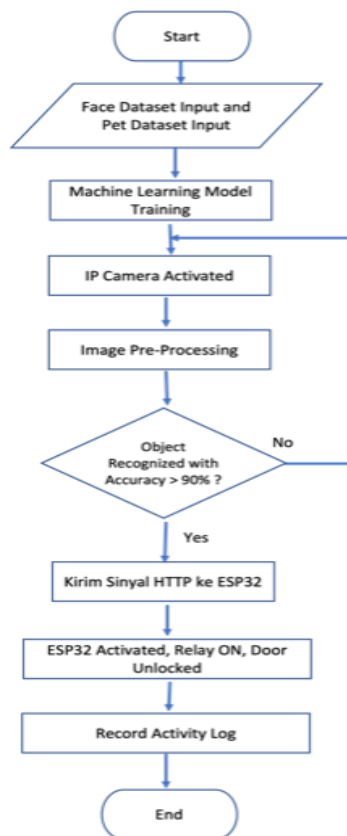 Start
Face Dataset Input and
Pet Dataset Input
Machine Learning Model
Training
IP Camera Activated
Image Pre-Processing
Object
Recognized with
Accuracy > 90% ?
No
Yes
Kirim Sinyal HTTP ke ESP32
ESP32 Activated, Relay ON, Door
Unlocked
Record Activity Log
End